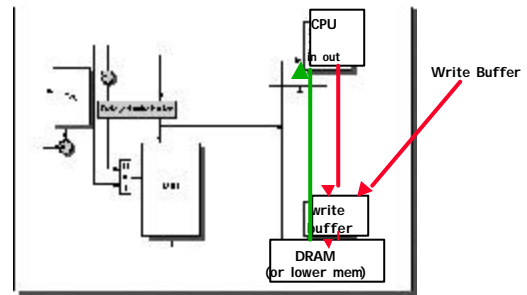 CPU
in out
Write Buffer
write
buffer
DRAM
(or lower mem)